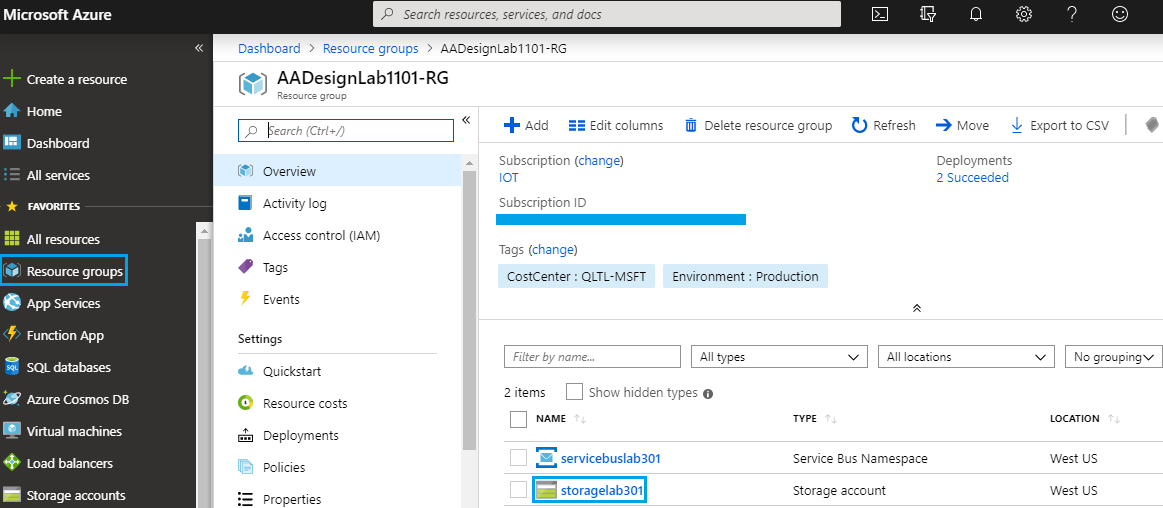 Microsoft Azure
Search resources, services, and docs
Dashboard > Resource groups > AADesignLab1101-RG
AADesignLab1101-RG
Resource group
Create a resource
Home
Dashboard
All services
FAVORITES
All resources
Resource groups
App Services
Function App
SQL databases
Azure Cosmos DB
Virtual machines
Load balancers
Storage accounts
Search (Ctrl+/)
Overview
Activity log
Access control (IAM)
Tags
Events
Settings
Quickstart
Resource costs
Deployments
Policies
Properties
Add Edit columns Delete resource group Refresh Move Export to CSV
Subscription (change)
IOT
Subscription ID
Deployments
2 Succeeded
Tags (change)
CostCenter : QLTL-MSFT Environment : Production
Filter by name... All types All locations No grouping
2 items Show hidden types
NAME TYPE LOCATION
servicebuslab301 Service Bus Namespace West US
storagelab301 Storage account West US